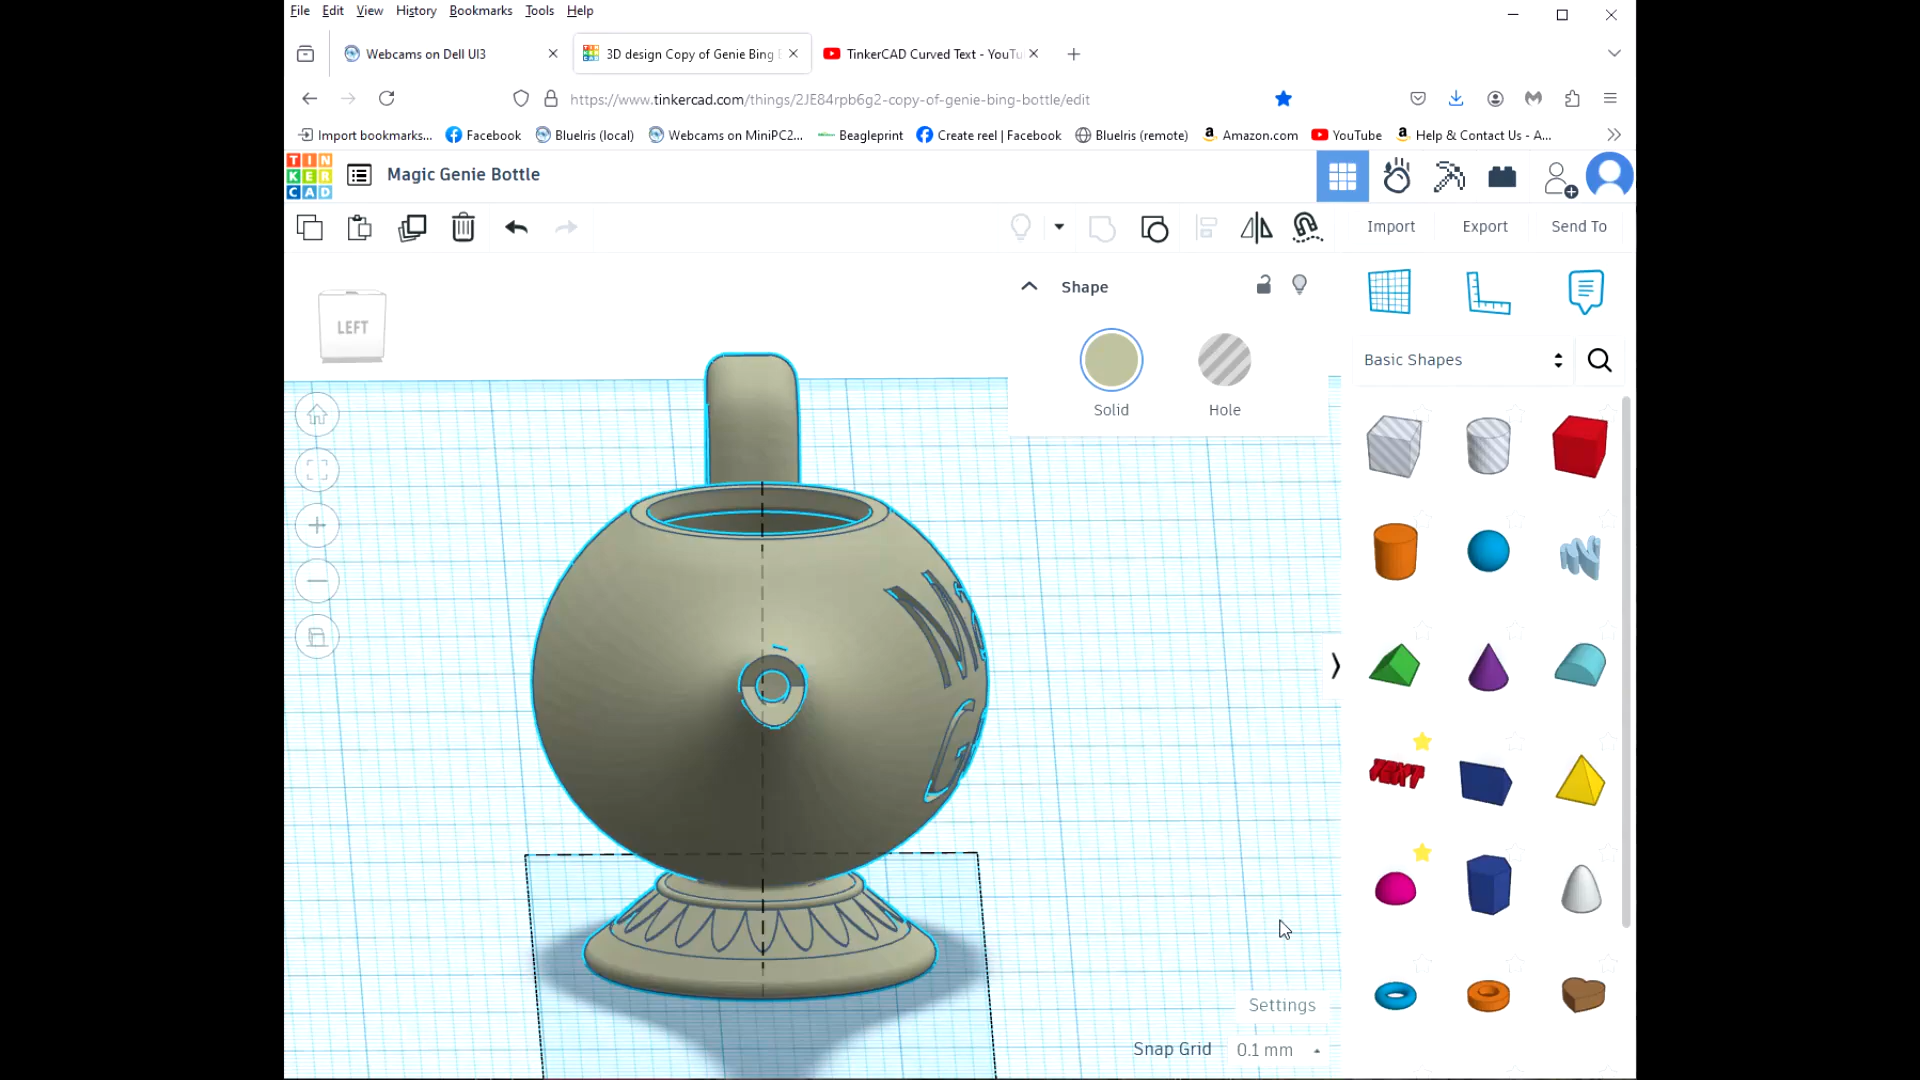 File Edit View History Bookmarks Tools Help
Webcams on Dell UI3
3D design Copy of Genie Bing
TinkerCAD Curved Text - YouTu
https://www.tinkercad.com/things/2JE84rpb6g2-copy-of-genie-bing-bottle/edit
Import bookmarks... Facebook BlueIris (local) Webcams on MiniPC2... Beagleprint Create reel | Facebook BlueIris (remote) Amazon.com YouTube Help & Contact Us - A...
TIN
KER
CAD
Magic Genie Bottle
Import Export Send To
LEFT
Shape
Solid Hole
Basic Shapes
TEXT
Settings
Snap Grid 0.1 mm